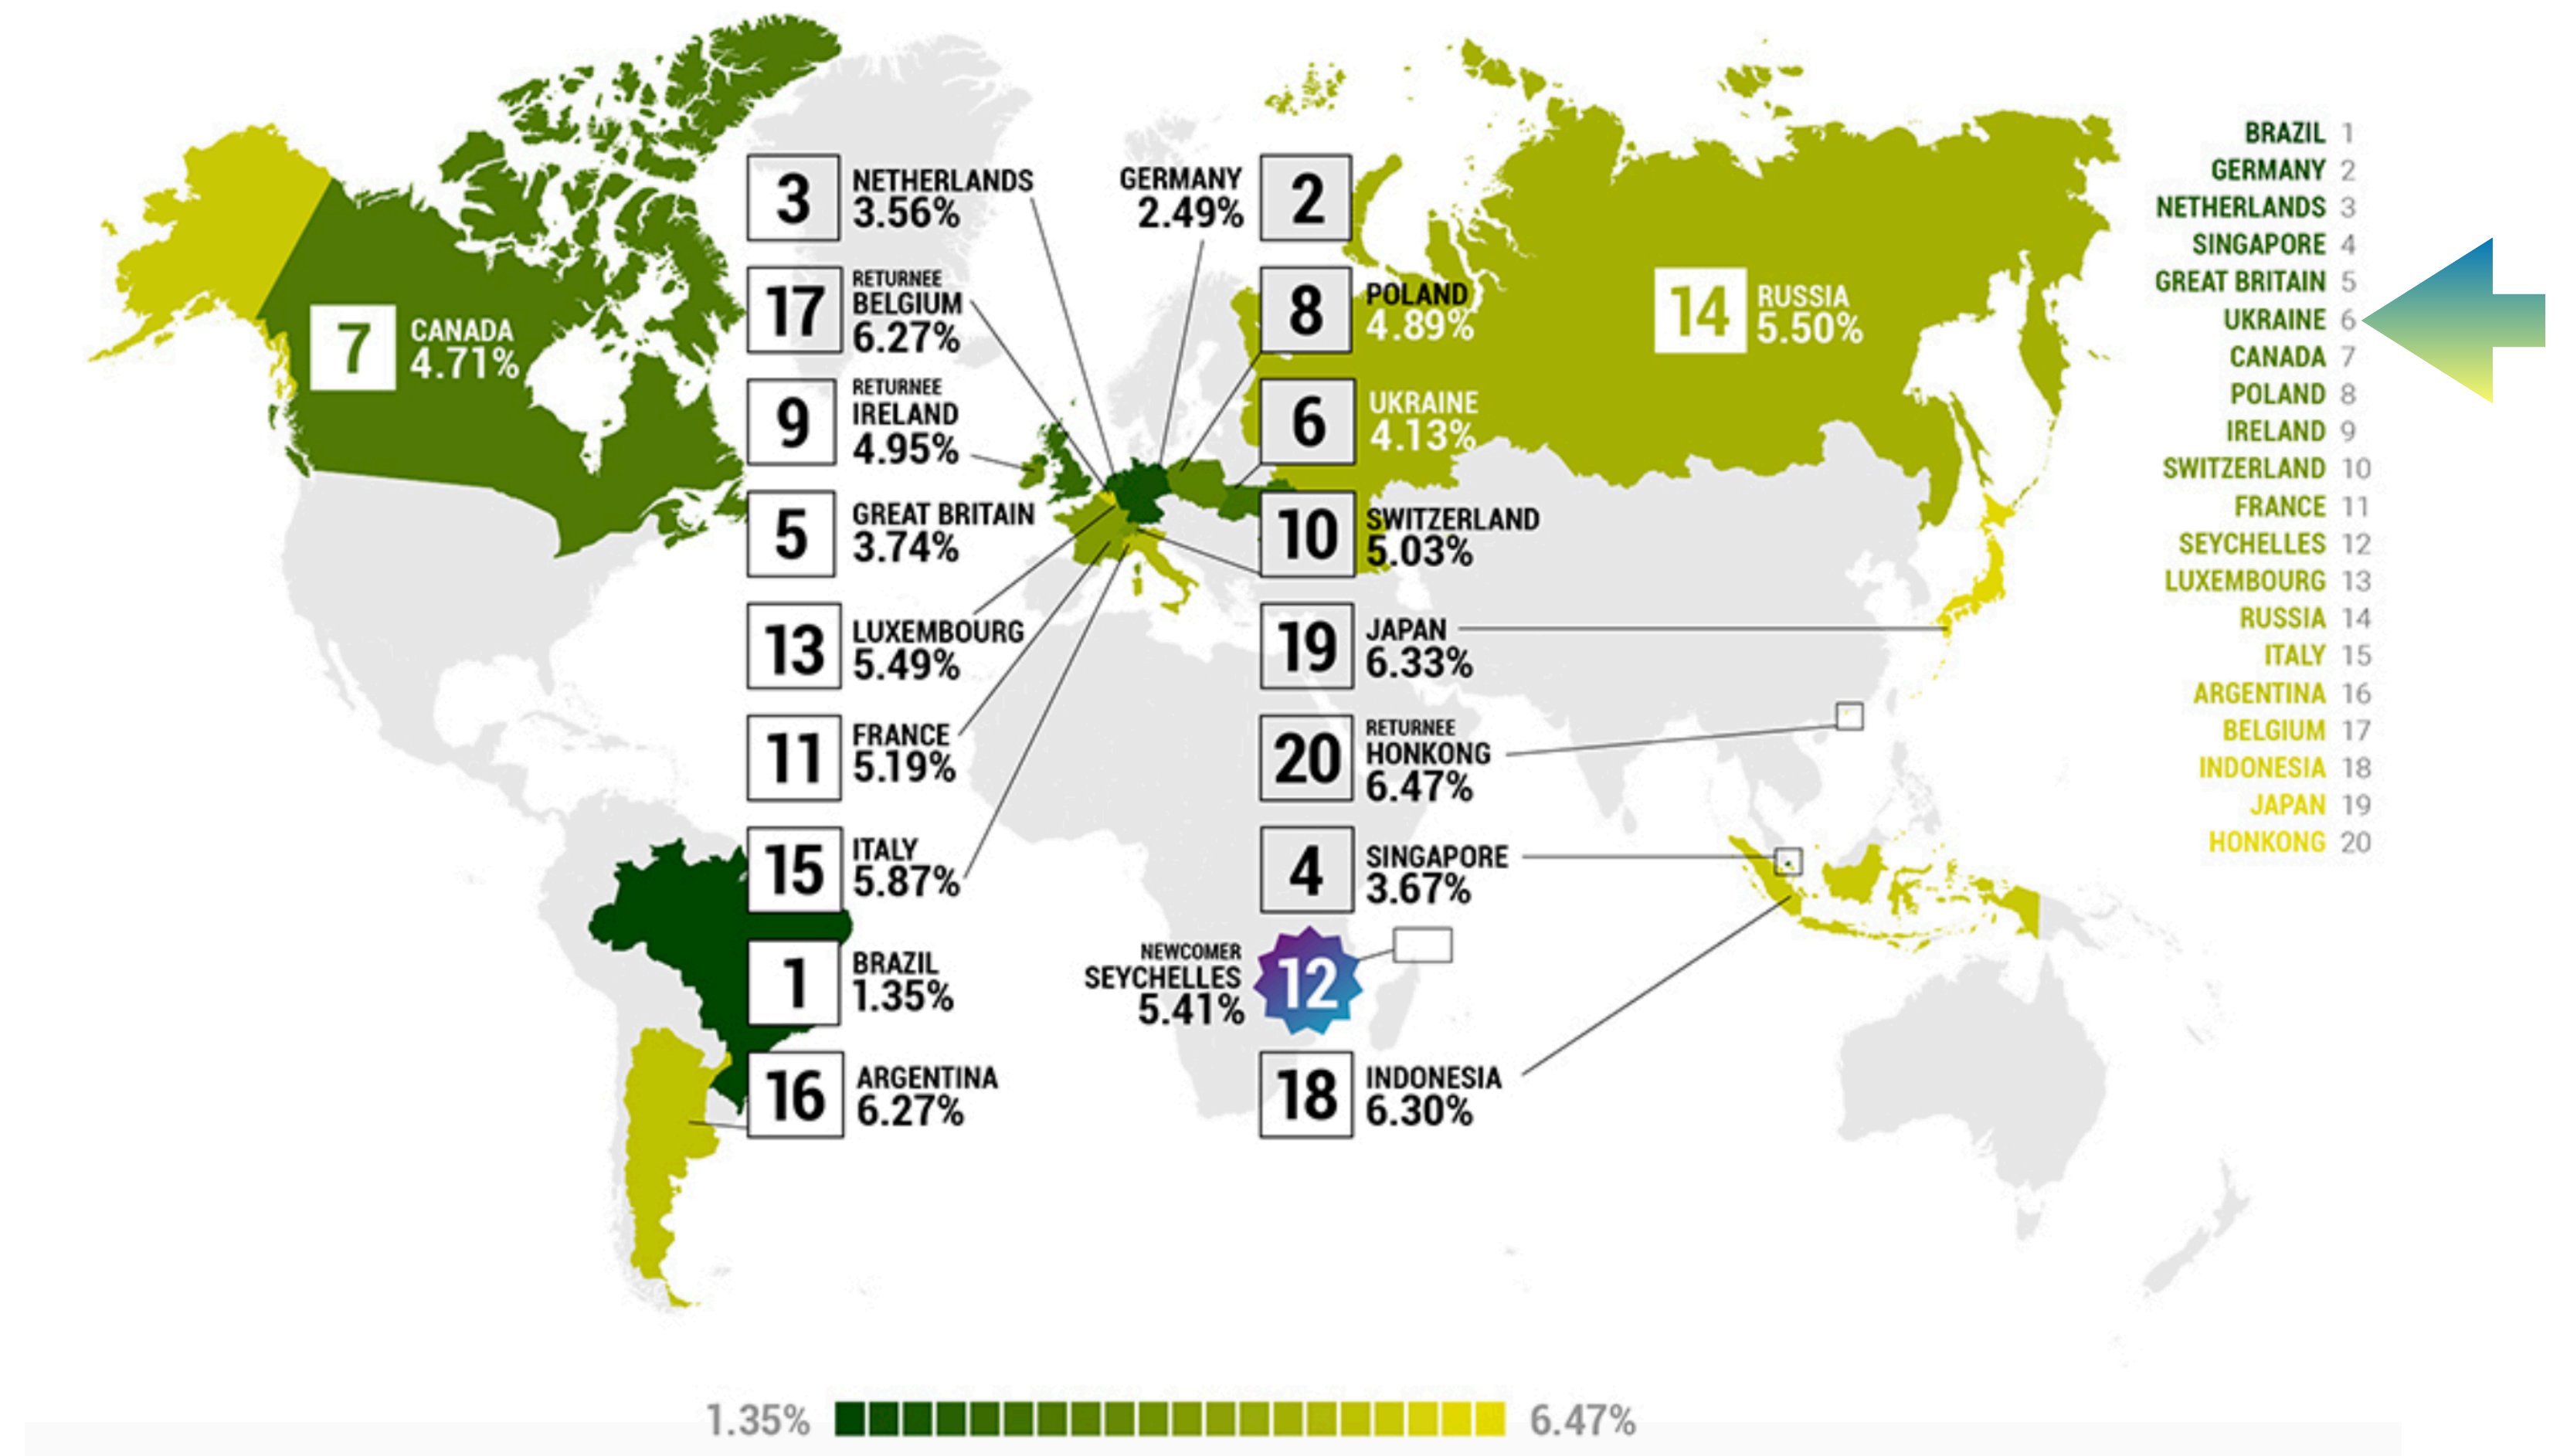 7
CANADA
4.71%
3
NETHERLANDS
3.56%
17
RETURNEE
BELGIUM
6.27%
9
RETURNEE
IRELAND
4.95%
5
GREAT BRITAIN
3.74%
13
LUXEMBOURG
5.49%
11
FRANCE
5.19%
15
ITALY
5.87%
1
BRAZIL
1.35%
16
ARGENTINA
6.27%
GERMANY
2.49%
2
8
POLAND
4.89%
6
UKRAINE
4.13%
10
SWITZERLAND
5.03%
19
JAPAN
6.33%
20
RETURNEE
HONKONG
6.47%
4
SINGAPORE
3.67%
NEWCOMER
SEYCHELLES
5.41%
12
18
INDONESIA
6.30%
14
RUSSIA
5.50%
BRAZIL 1
GERMANY 2
NETHERLANDS 3
SINGAPORE 4
GREAT BRITAIN 5
UKRAINE 6
CANADA 7
POLAND 8
IRELAND 9
SWITZERLAND 10
FRANCE 11
SEYCHELLES 12
LUXEMBOURG 13
RUSSIA 14
ITALY 15
ARGENTINA 16
BELGIUM 17
INDONESIA 18
JAPAN 19
HONKONG 20
1.35%
6.47%